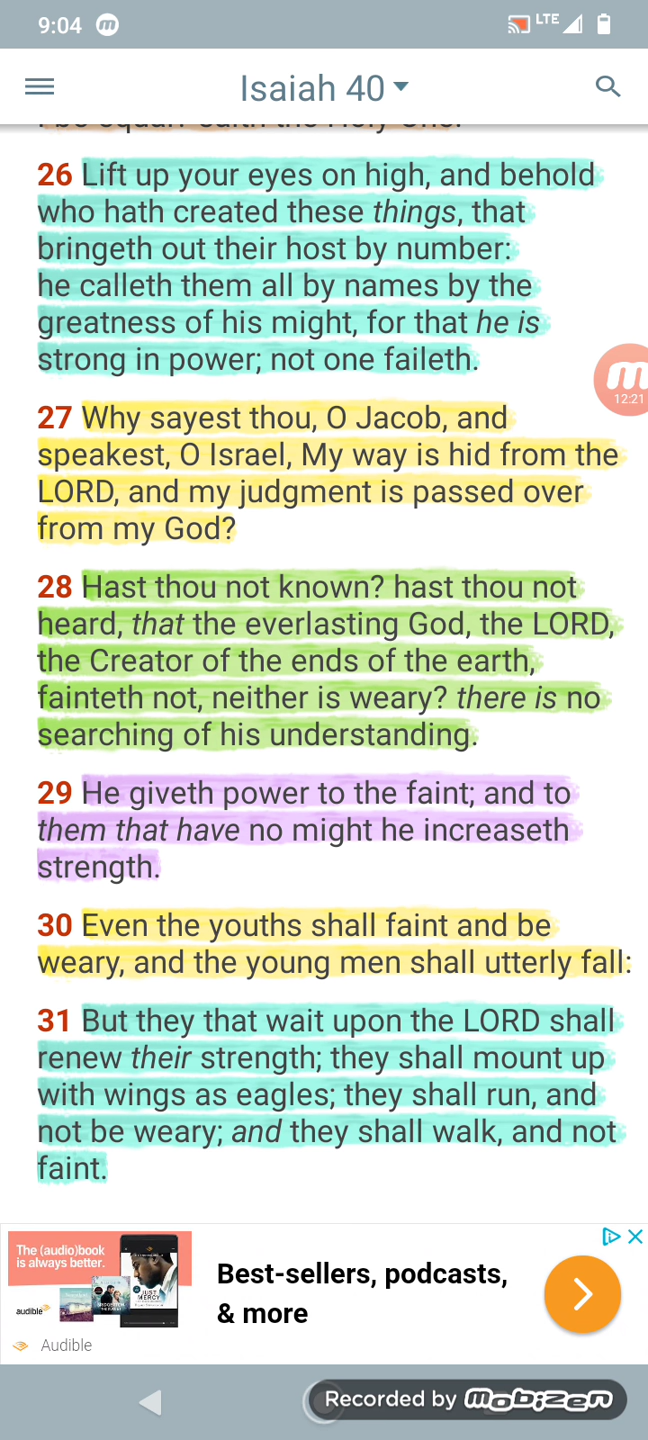 9:04
LTE
Isaiah 40
26 Lift up your eyes on high, and behold
who hath created these things, that
bringeth out their host by number:
he calleth them all by names by the
greatness of his might, for that he is
strong in power; not one faileth.
12:21
27 Why sayest thou, O Jacob, and
speakest, O Israel, My way is hid from the
LORD, and my judgment is passed over
from my God?
28 Hast thou not known? hast thou not
heard, that the everlasting God, the LORD,
the Creator of the ends of the earth,
fainteth not, neither is weary? there is no
searching of his understanding.
29 He giveth power to the faint; and to
them that have no might he increaseth
strength.
30 Even the youths shall faint and be
weary, and the young men shall utterly fall:
31 But they that wait upon the LORD shall
renew their strength; they shall mount up
with wings as eagles; they shall run, and
not be weary; and they shall walk, and not
faint.
The (audio)book
is always better.
audible
JUST
MERCY
Best-sellers, podcasts,
& more
Audible
Recorded by mobizen